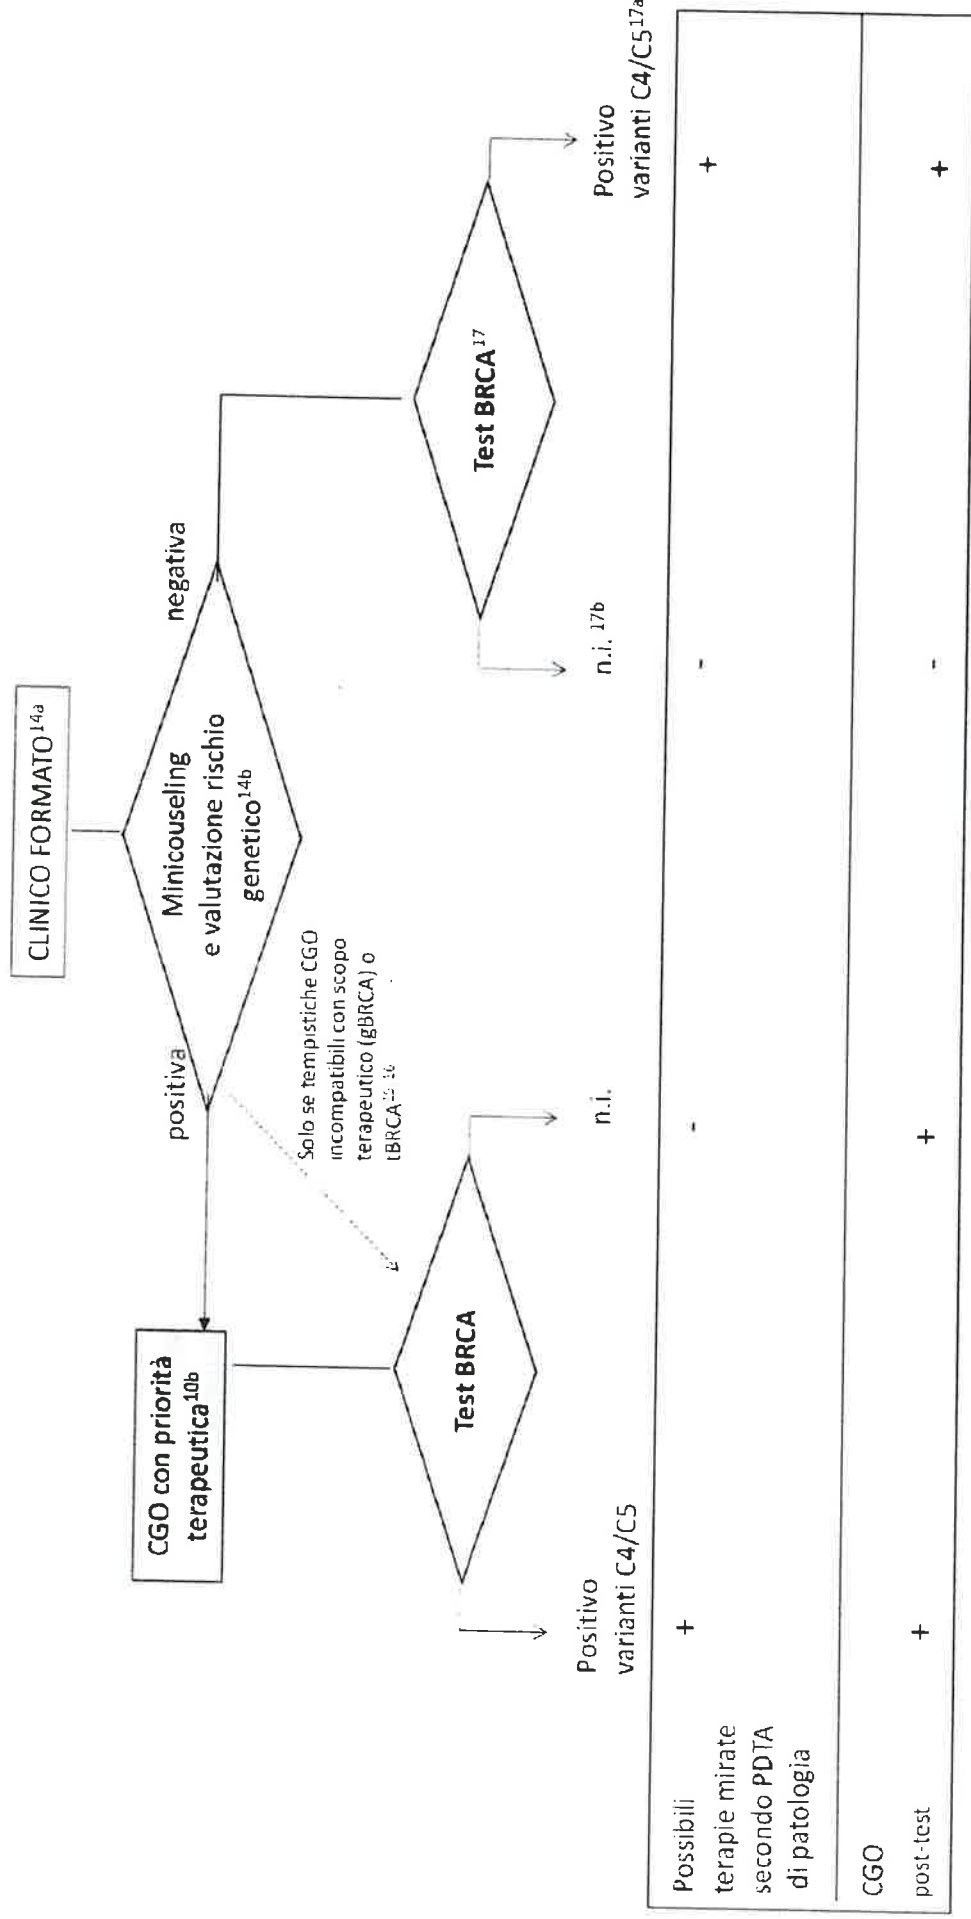 CLINICO FORMATO14a
Minicouseling
e valutazione rischio
genetico14b
positiva
negativa
CGO con priorità
terapeutica10b
Solo se tempistiche CGO
incompatibili con scopo
terapeutico (gBRCA) o
tBRCA
Test BRCA
Test BRCA17
Positivo
varianti C4/C5
n.i.
n.i. 17b
Positivo
varianti C4/C517a
Possibili
terapie mirate
secondo PDTA
di patologia
+ - - +
CGO
post-test
+ + - +